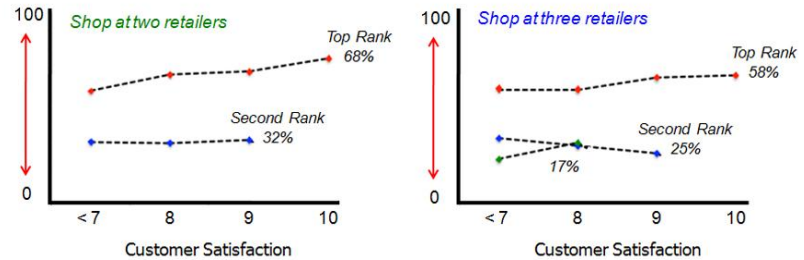 100
Shop at two retailers
Top Rank
68%
Second Rank
32%
0
< 7 8 9 10
Customer Satisfaction
100
Shop at three retailers
Top Rank
58%
Second Rank
25%
17%
0
< 7 8 9 10
Customer Satisfaction